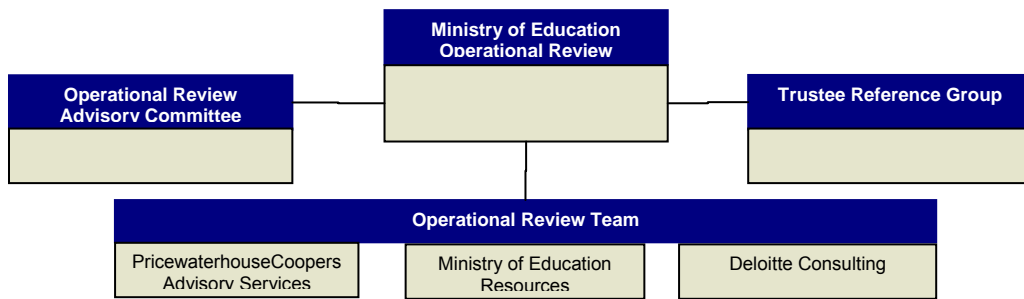 Ministry of Education
Operational Review
Operational Review
Advisory Committee
Trustee Reference Group
Operational Review Team
PricewaterhouseCoopers
Advisory Services
Ministry of Education
Resources
Deloitte Consulting